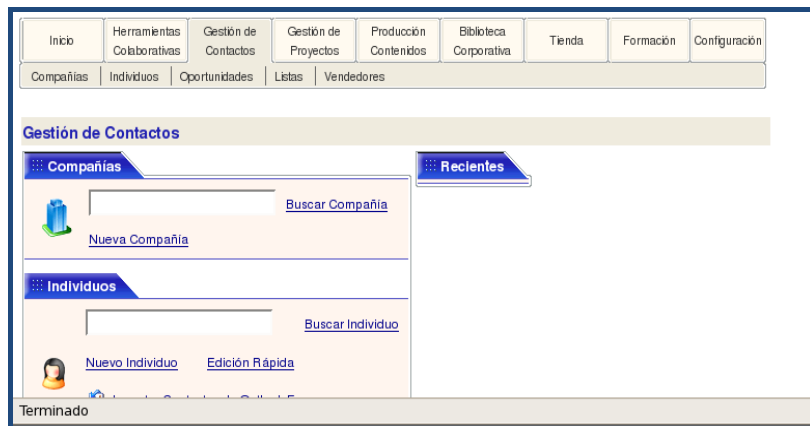 Inicio
Herramientas Colaborativas
Gestión de Contactos
Gestión de Proyectos
Producción Contenidos
Biblioteca Corporativa
Tienda
Formación
Configuración
Compañías
Individuos
Oportunidades
Listas
Vendedores
Gestión de Contactos
Compañías
Buscar Compañía
Nueva Compañía
Recientes
Individuos
Buscar Individuo
Nuevo Individuo
Edición Rápida
Terminado